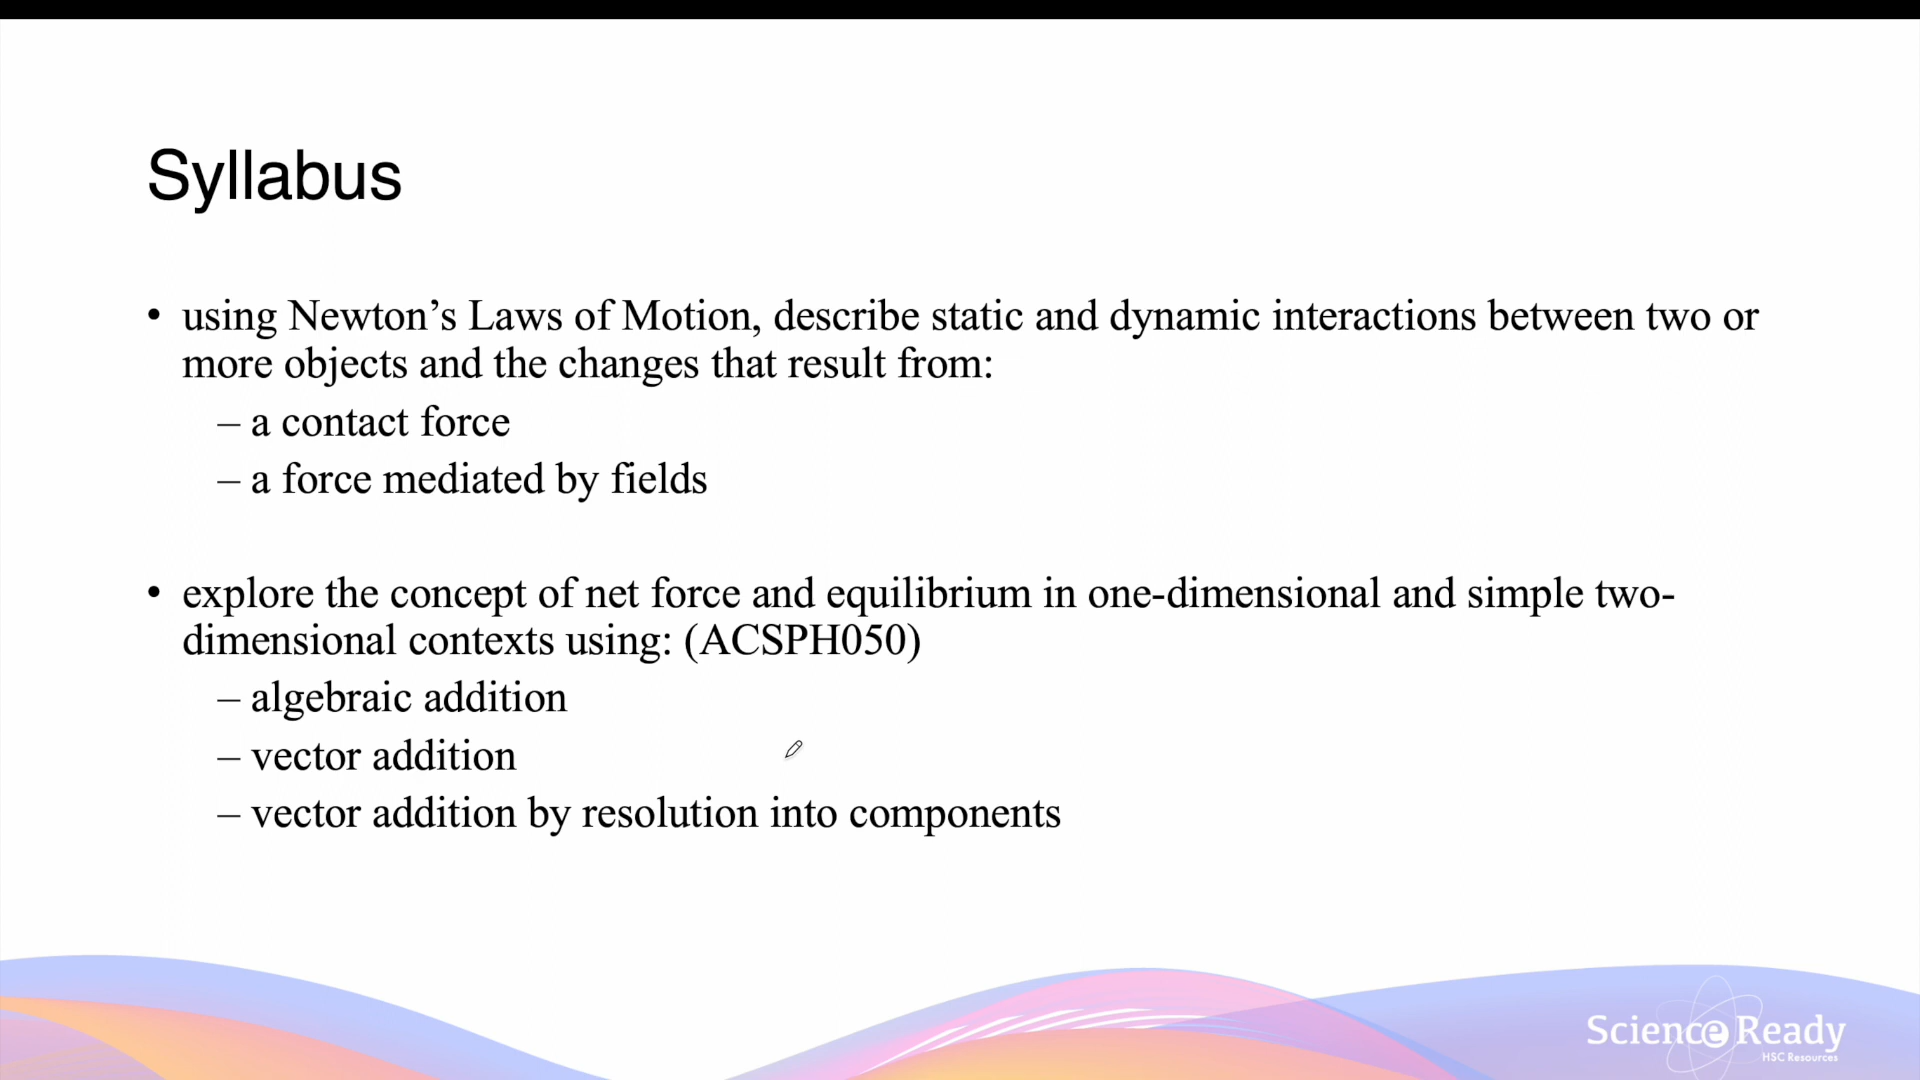 Syllabus
• using Newton’s Laws of Motion, describe static and dynamic interactions between two or
more objects and the changes that result from:
– a contact force
– a force mediated by fields
• explore the concept of net force and equilibrium in one-dimensional and simple two-
dimensional contexts using: (ACSPH050)
– algebraic addition
– vector addition
– vector addition by resolution into components
Science Ready
HSC Resources